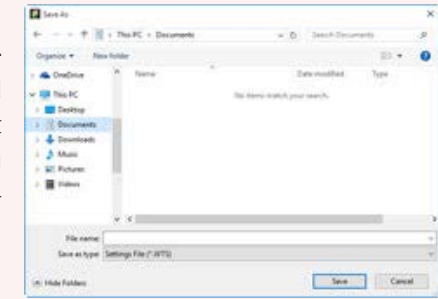 Save As
This PC > Documents
Search Documents
Organize
New folder
Name
Date modified
Type
OneDrive
No items match your search.
This PC
Desktop
Documents
Downloads
Music
Pictures
Videos
File name:
Save as type: Settings File (*.WTS)
Hide Folders
Save
Cancel